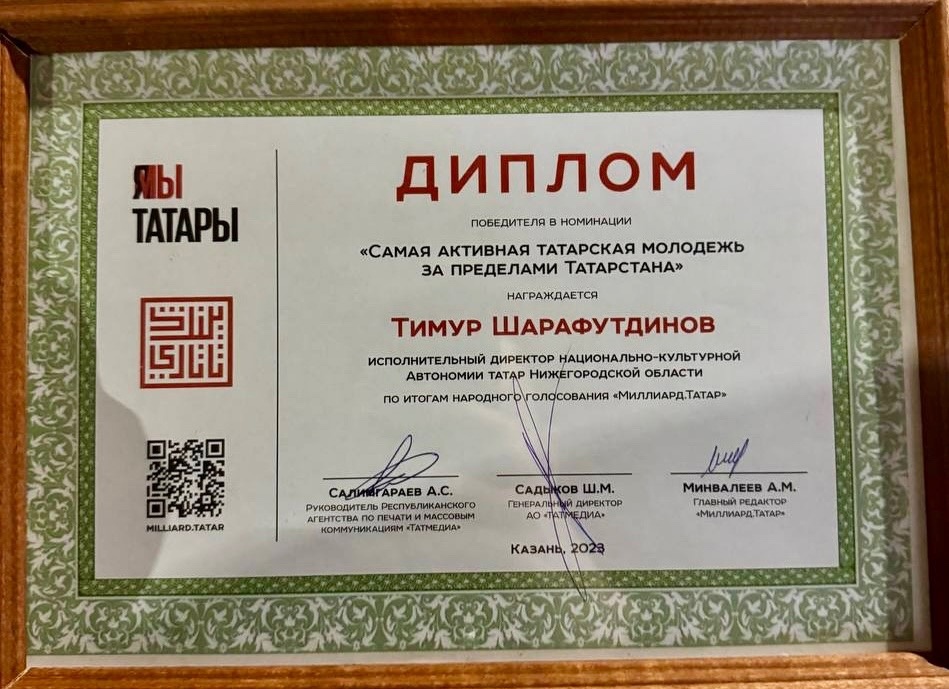 ЯМЫ
ТАТАРЫ
MILLIARD.TATAR
ДИПЛОМ
ПОБЕДИТЕЛЯ В НОМИНАЦИИ
«САМАЯ АКТИВНАЯ ТАТАРСКАЯ МОЛОДЕЖЬ
ЗА ПРЕДЕЛАМИ ТАТАРСТАНА»
НАГРАЖДАЕТСЯ
ТИМУР ШАРАФУТДИНОВ
ИСПОЛНИТЕЛЬНЫЙ ДИРЕКТОР НАЦИОНАЛЬНО-КУЛЬТУРНОЙ
АВТОНОМИИ ТАТАР НИЖЕГОРОДСКОЙ ОБЛАСТИ
ПО ИТОГАМ НАРОДНОГО ГОЛОСОВАНИЯ «МИЛЛИАРД.ТАТАР»
САЛИМГАРАЕВ А.С.
РУКОВОДИТЕЛЬ РЕСПУБЛИКАНСКОГО
АГЕНТСТВА ПО ПЕЧАТИ И МАССОВЫМ
КОММУНИКАЦИЯМ «ТАТМЕДИА»
САДЫКОВ Ш.М.
ГЕНЕРАЛЬНЫЙ ДИРЕКТОР
АО «ТАТМЕДИА»
МИНВАЛЕЕВ А.М.
ГЛАВНЫЙ РЕДАКТОР
«МИЛЛИАРД.ТАТАР»
КАЗАНЬ, 2023